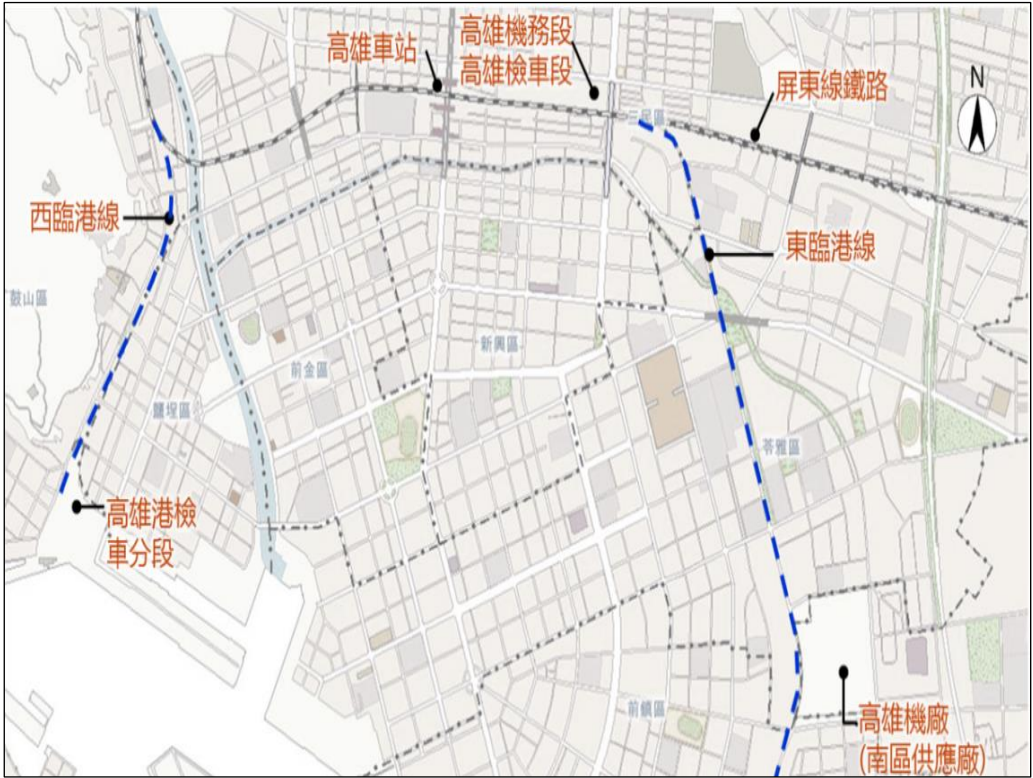 高雄機務段
高雄檢車段
高雄車站
屏東線鐵路
N
西臨港線
東臨港線
鼓山區
新興區
前金區
鹽埕區
苓雅區
高雄港檢
車分段
前鎮區
高雄機廠
(南區供應廠)